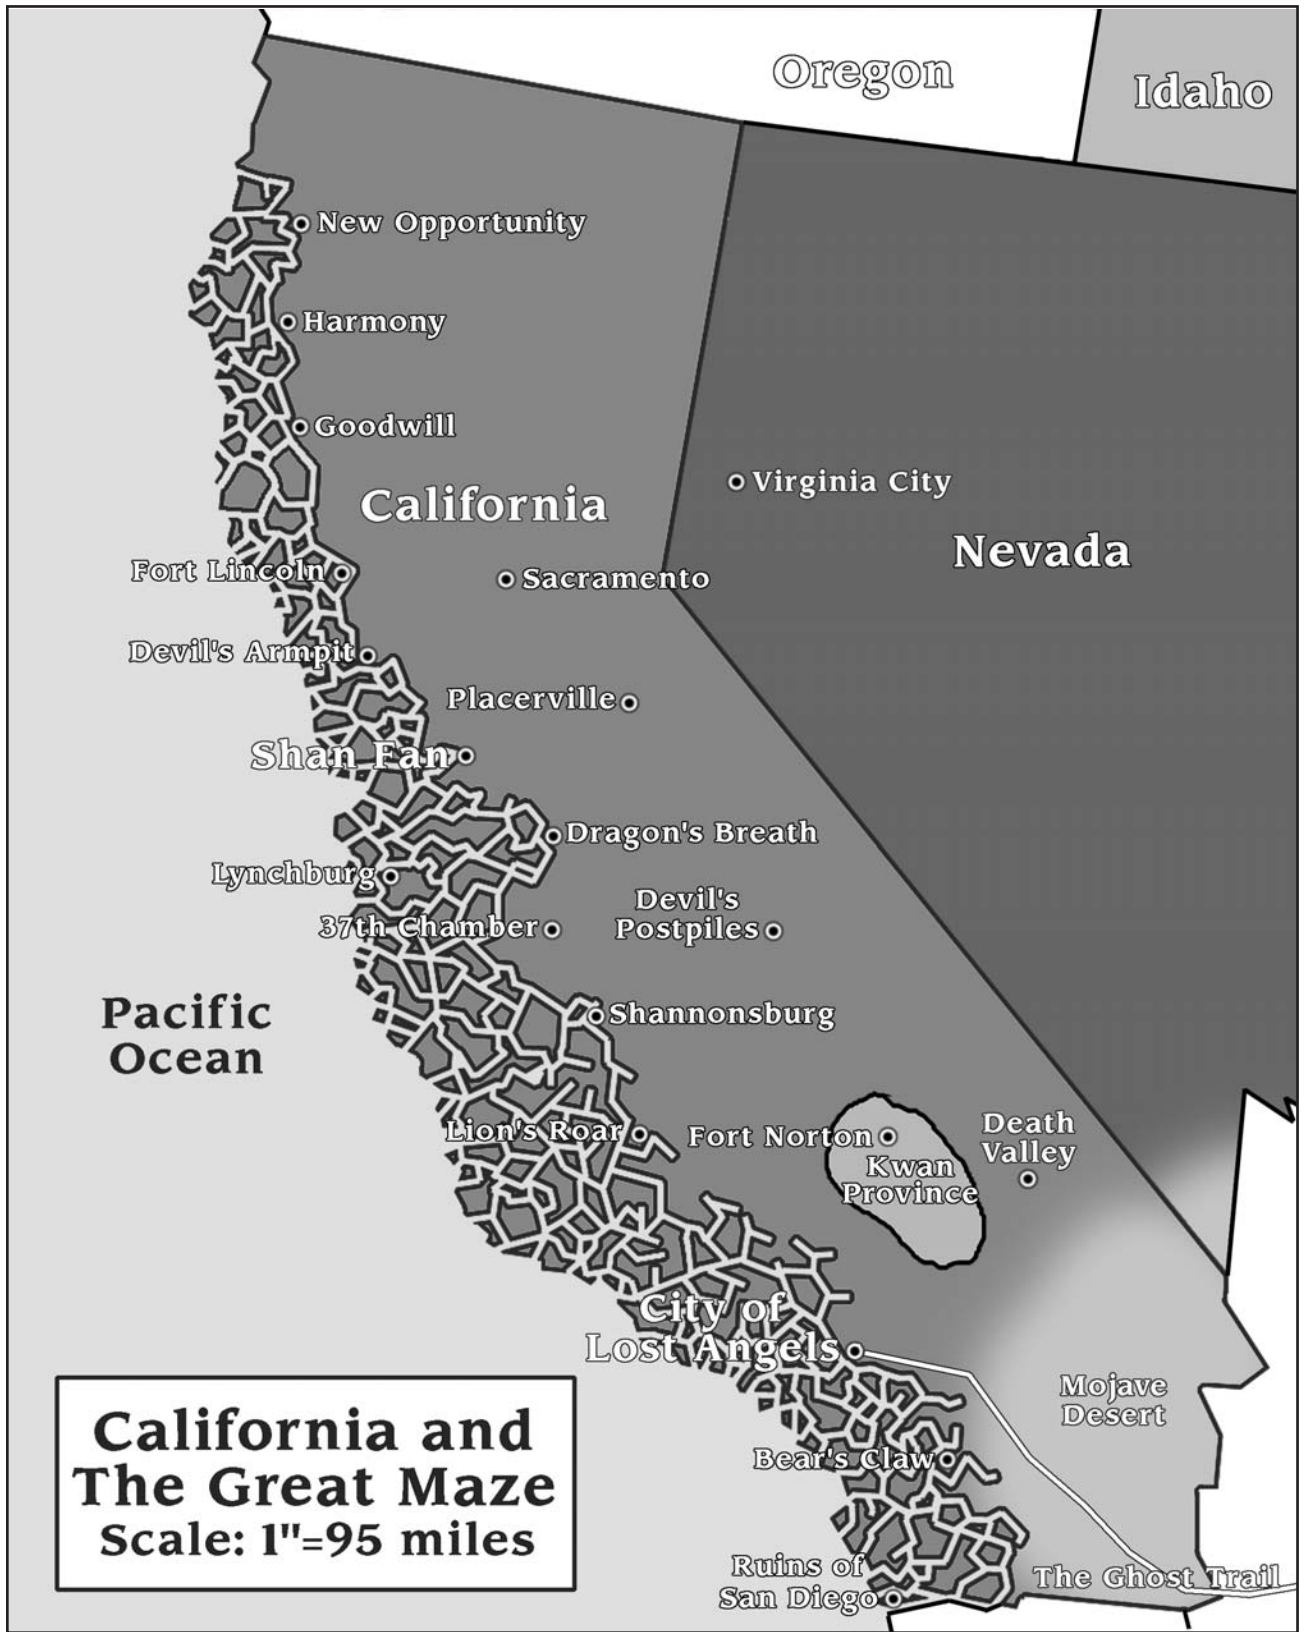 Oregon
Idaho
New Opportunity
Harmony
Goodwill
California
Virginia City
Nevada
Fort Lincoln
Sacramento
Devil's Armpit
Placerville
Shan Fan
Dragon's Breath
Lynchburg
Devil's
Postpiles
37th Chamber
Pacific
Ocean
Shannonsburg
Lion's Roar
Fort Norton
Kwan
Province
Death
Valley
City of
Lost Angels
Mojave
Desert
Bear's Claw
Ruins of
San Diego
The Ghost Trail
California and
The Great Maze
Scale: 1"=95 miles